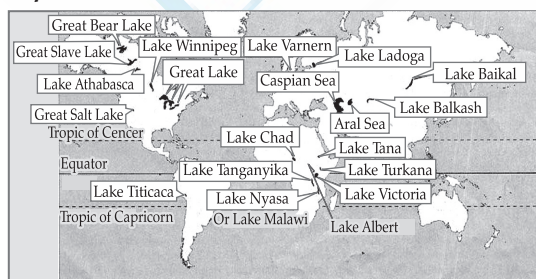 Great Bear Lake
Great Slave Lake
Lake Winnipeg
Lake Varnern
Lake Ladoga
Great Lake
Lake Baikal
Lake Athabasca
Caspian Sea
Great Salt Lake
Lake Balkash
Aral Sea
Tropic of Cencer
Lake Chad
Lake Tana
Equator
Lake Tanganyika
Lake Turkana
Lake Titicaca
Lake Victoria
Lake Nyasa
Tropic of Capricorn
Or Lake Malawi
Lake Albert